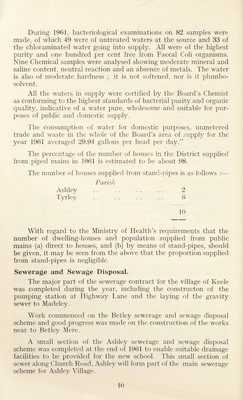 During 1961, bacteriological examinations on 82 samples were
made, of which 49 were of untreated waters at the source and 33 of
the chloraminated water going into supply. All were of the highest
purity and one hundred per cent free from Faecal Coli organisms.
Nine Chemical samples were analysed showing moderate mineral and
saline content, neutral reaction and an absence of metals. The water
is also of moderate hardness ; it is not softened, nor is it plumbo-
solvent.
All the waters in supply were certified by the Board's Chemist
as conforming to the highest standards of bacterial purity and organic
quality, indicative of a water pure, wholesome and suitable for pur-
poses of public and domestic supply.
The consumption of water for domestic purposes, unmetered
trade and waste in the whole of the Board's area of supply for the
year 1961 averaged 29.94 gallons per head per day."
The percentage of the number of houses in the District supplied
from piped mains in 1961 is estimated to be about 98.
The number of houses supplied from stand-pipes is as follows :—
Parish
Ashley .. .. .. .. 2
Tyrley .. .. .. .. 8
10
With regard to the Ministry of Health's requirements that the
number of dwelling-houses and population supplied from public
mains (a) direct to houses, and (b) by means of stand-pipes, should
be given, it may be seen from the above that the proportion supplied
from stand-pipes is negligible.
Sewerage and Sewage Disposal.
The major part of the sewerage contract for the village of Keele
was completed during the year, including the construction of the
pumping station at Highway Lane and the laying of the gravity
sewer to Madeley.
Work commenced on the Betley sewerage and sewage disposal
scheme and good progress was made on the construction of the works
near to Betley Mere.
A small section of the Ashley sewerage and sewage disposal
scheme was completed at the end of 1961 to enable suitable drainage
facilities to be provided for the new school. This small section of
sewer along Church Road, Ashley will form part of the main sewerage
scheme for Ashley Village.
10